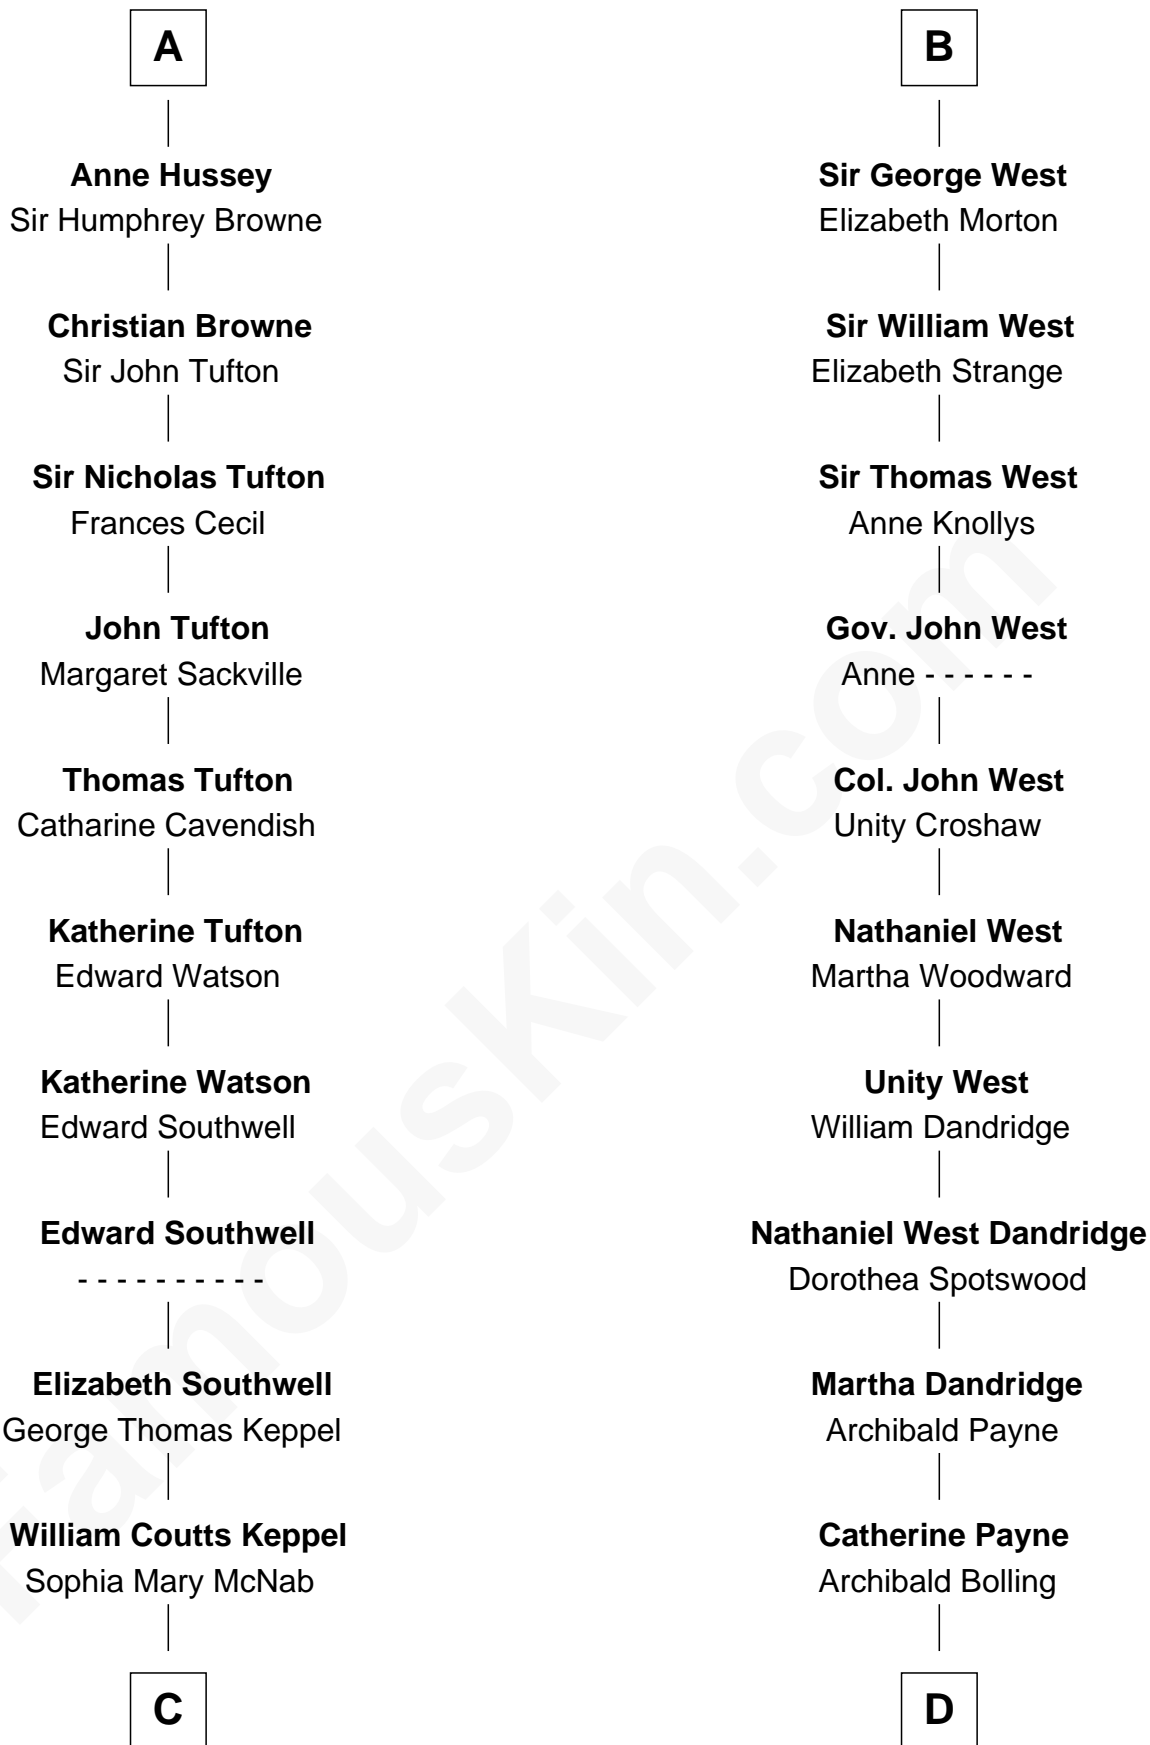 A
Anne Hussey
Sir Humphrey Browne
Christian Browne
Sir John Tufton
Sir Nicholas Tufton
Frances Cecil
John Tufton
Margaret Sackville
Thomas Tufton
Catharine Cavendish
Katherine Tufton
Edward Watson
Katherine Watson
Edward Southwell
Edward Southwell
- - - - - - - - - -
Elizabeth Southwell
George Thomas Keppel
William Coutts Keppel
Sophia Mary McNab
C
B
Sir George West
Elizabeth Morton
Sir William West
Elizabeth Strange
Sir Thomas West
Anne Knollys
Gov. John West
Anne - - - - - -
Col. John West
Unity Croshaw
Nathaniel West
Martha Woodward
Unity West
William Dandridge
Nathaniel West Dandridge
Dorothea Spotswood
Martha Dandridge
Archibald Payne
Catherine Payne
Archibald Bolling
D
FamousKin.com